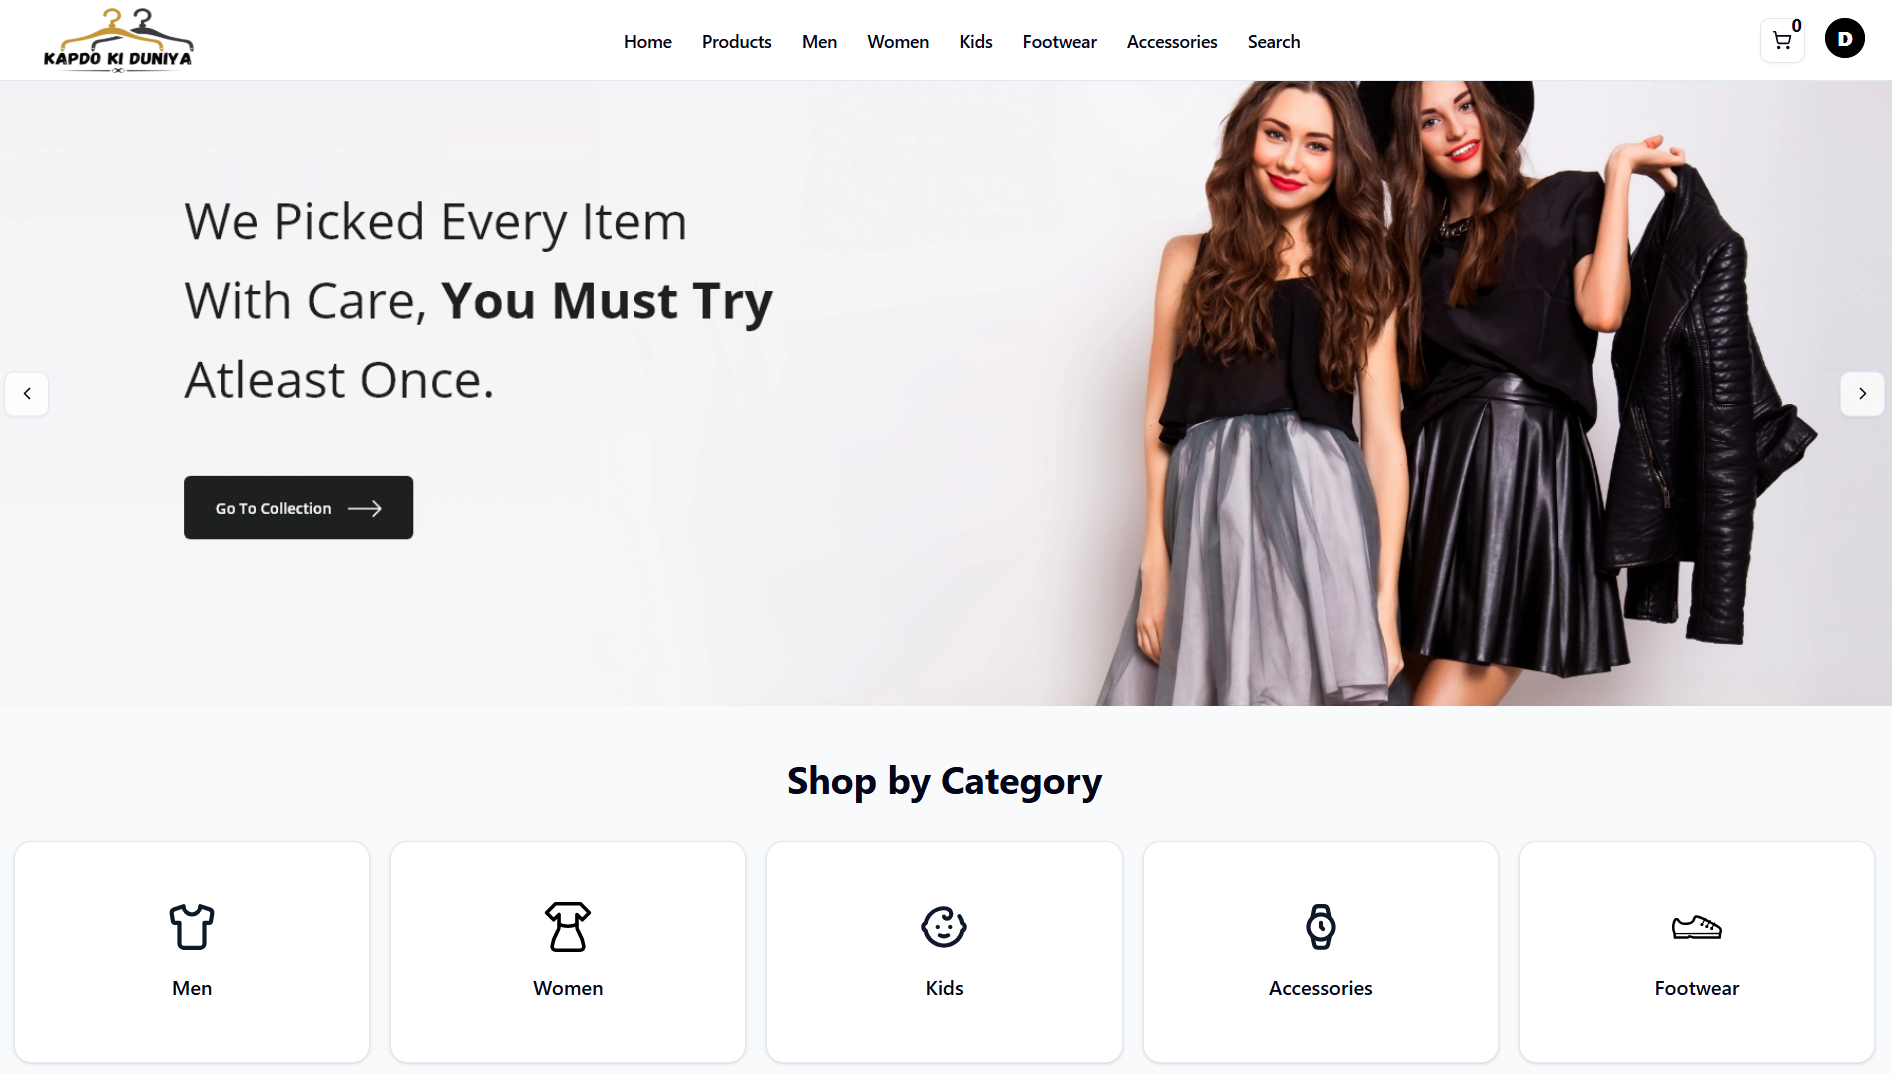 KAPDO KI DUNIYA
Home Products Men Women Kids Footwear Accessories Search
0
D
We Picked Every Item
With Care, You Must Try
Atleast Once.
Go To Collection
Shop by Category
Men
Women
Kids
Accessories
Footwear